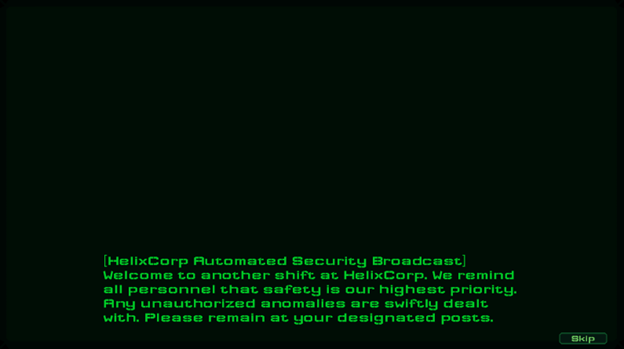 [HelixCorp Automated Security Broadcast]
Welcome to another shift at HelixCorp. We remind
all personnel that safety is our highest priority.
Any unauthorized anomalies are swiftly dealt
with. Please remain at your designated posts.
Skip